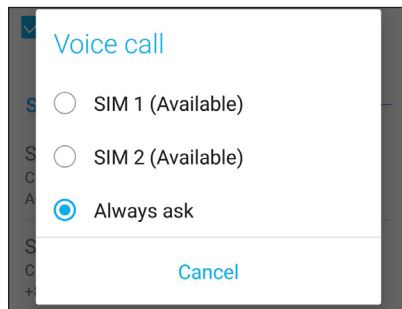 Voice call
SIM 1 (Available)
SIM 2 (Available)
Always ask
Cancel